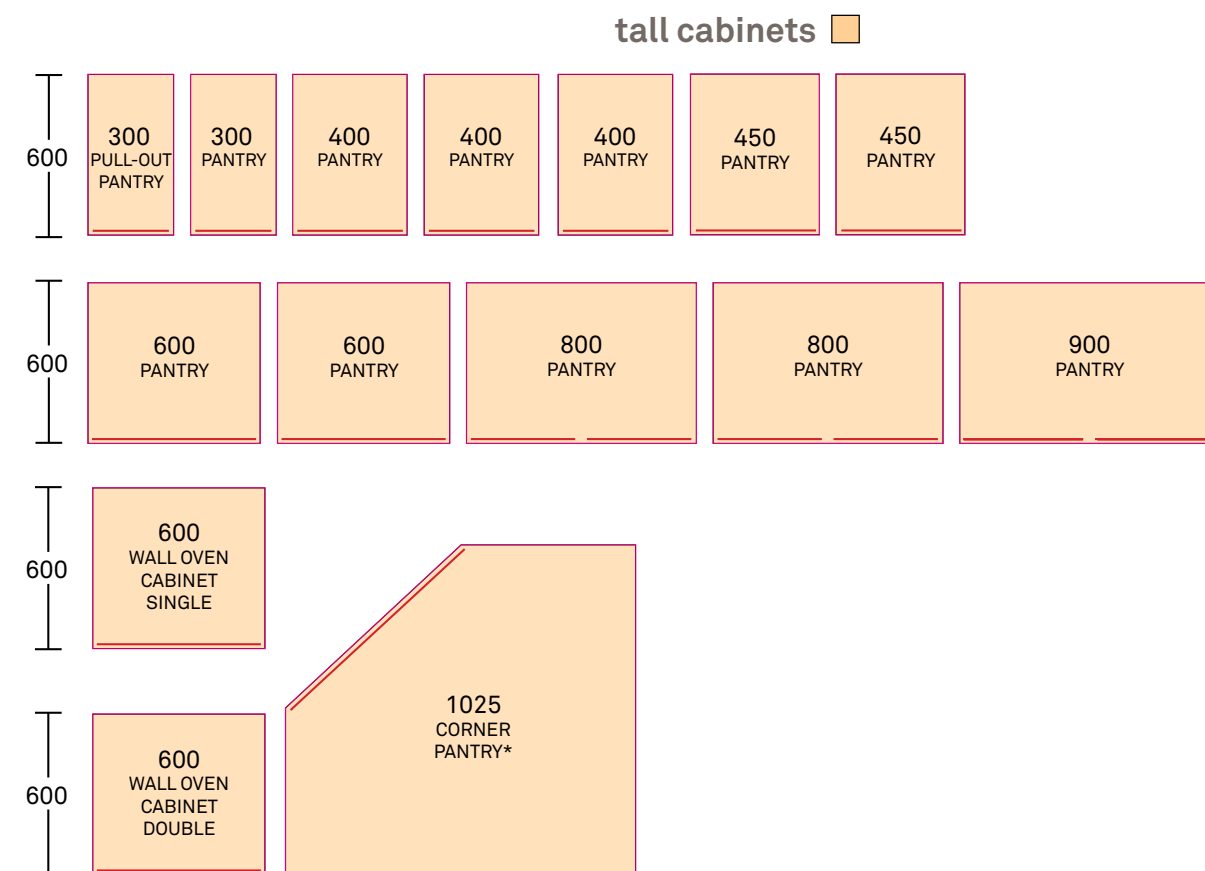 tall cabinets
600
300
PULL-OUT
PANTRY
300
PANTRY
400
PANTRY
400
PANTRY
400
PANTRY
450
PANTRY
450
PANTRY
600
600
PANTRY
600
PANTRY
800
PANTRY
800
PANTRY
900
PANTRY
600
600
WALL OVEN
CABINET
SINGLE
1025
CORNER
PANTRY*
600
600
WALL OVEN
CABINET
DOUBLE